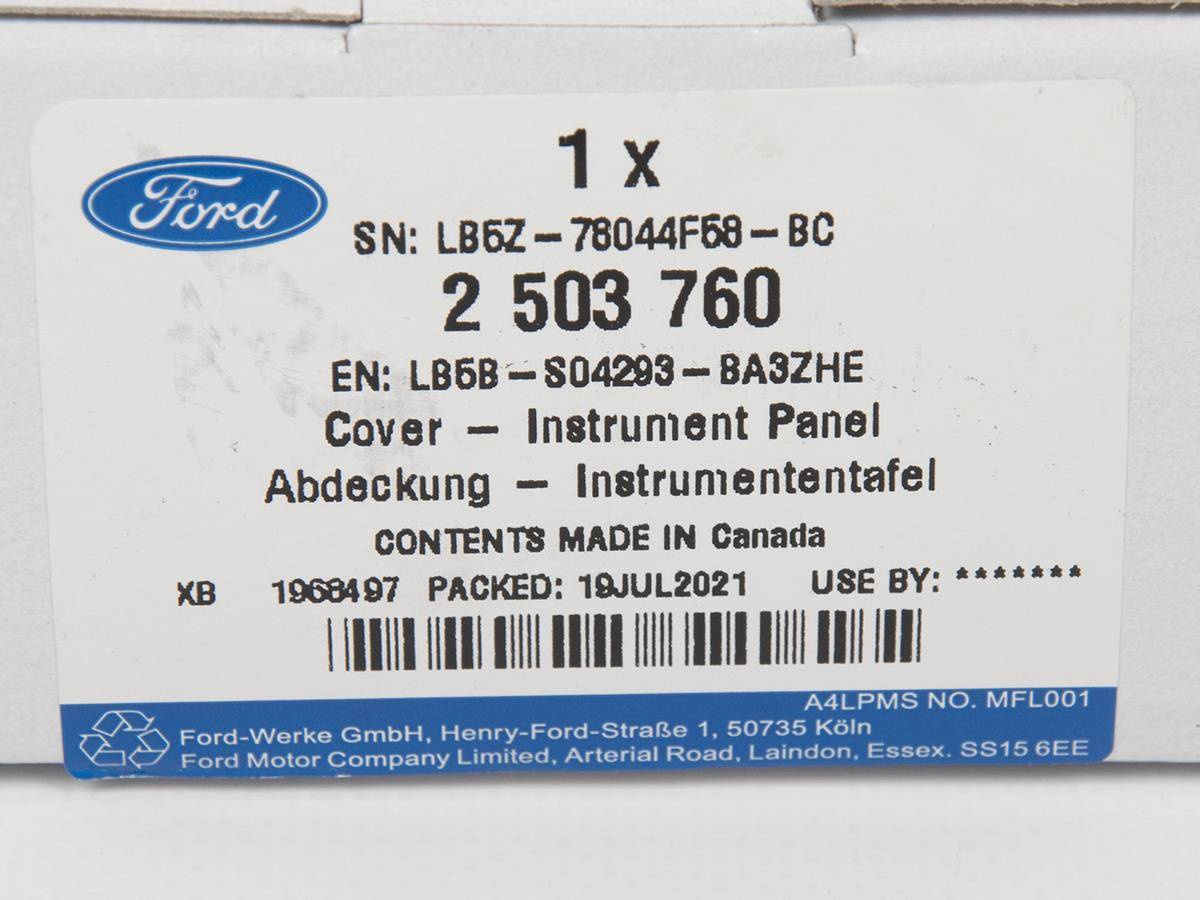 Ford
1 x
SN: LB5Z - 78044F58 - BC
2 503 760
EN: LB5B - S04293 - BA3ZHE
Cover - Instrument Panel
Abdeckung - Instrumententafel
CONTENTS MADE IN Canada
XB 1968497 PACKED: 19JUL2021 USE BY: *******
A4LPMS NO. MFL001
Ford-Werke GmbH, Henry-Ford-Straße 1, 50735 Köln
Ford Motor Company Limited, Arterial Road, Laindon, Essex. SS15 6EE